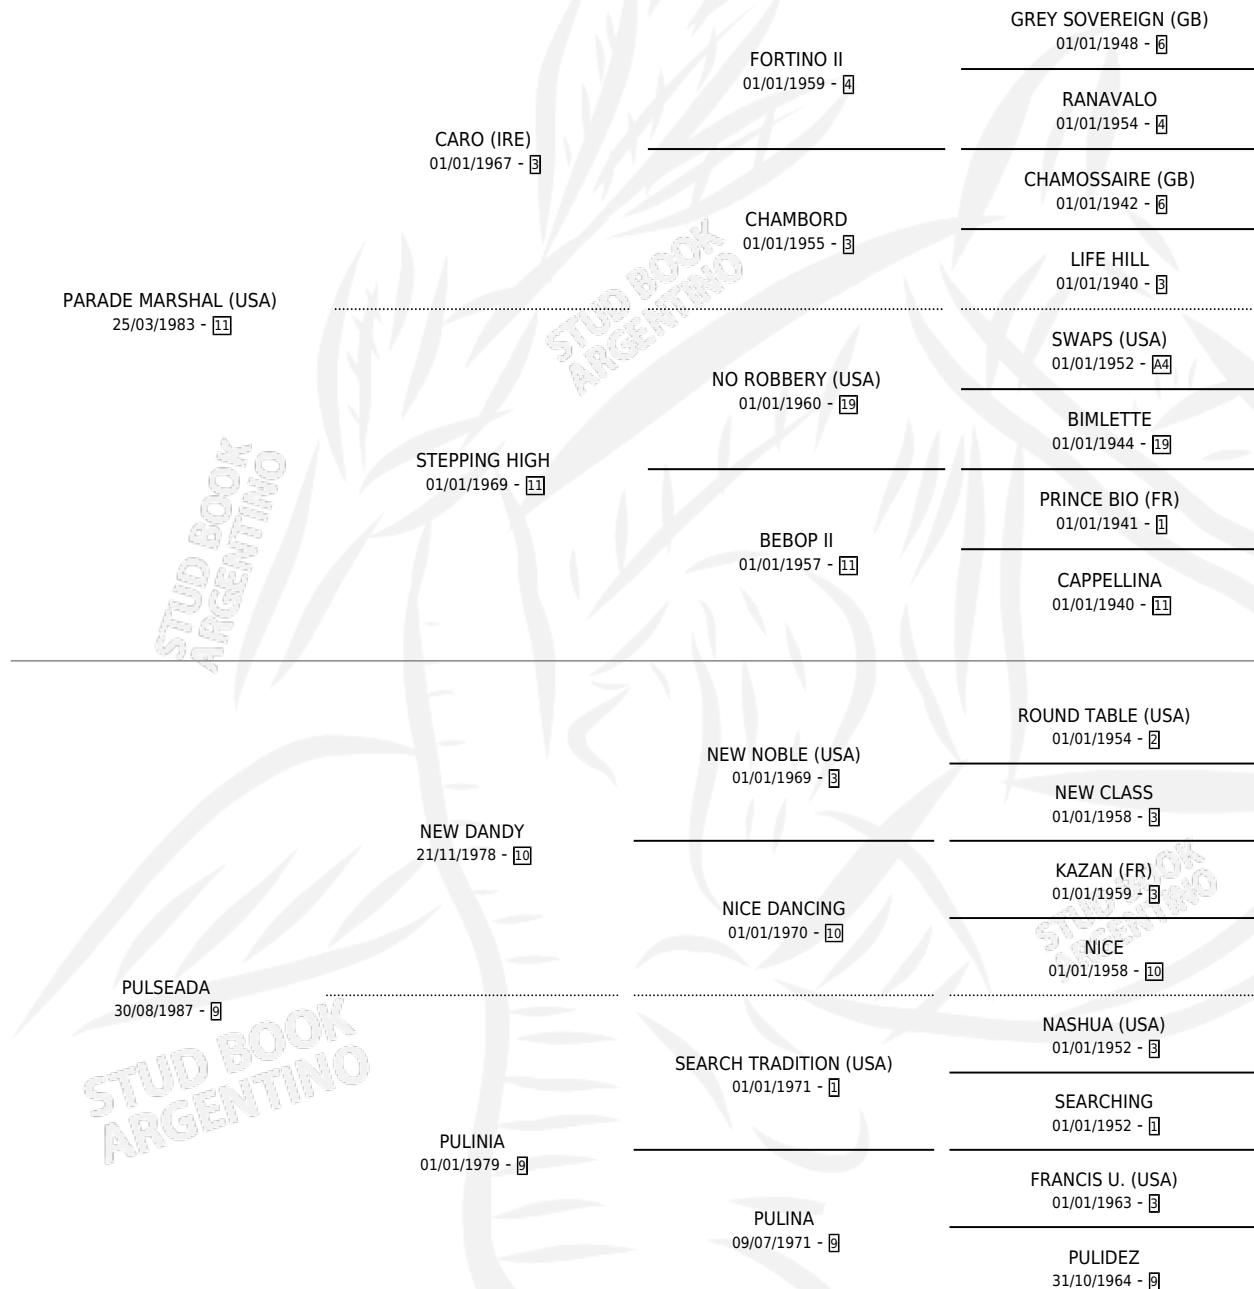 GREY SOVEREIGN (GB)
01/01/1948 - 6
FORTINO II
01/01/1959 - 4
RANAVALO
01/01/1954 - 4
CARO (IRE)
01/01/1967 - 3
CHAMOSSAIRE (GB)
01/01/1942 - 6
CHAMBORD
01/01/1955 - 3
LIFE HILL
01/01/1940 - 3
PARADE MARSHAL (USA)
25/03/1983 - 11
SWAPS (USA)
01/01/1952 - A4
NO ROBBERY (USA)
01/01/1960 - 19
BIMLETTE
01/01/1944 - 19
STEPPING HIGH
01/01/1969 - 11
PRINCE BIO (FR)
01/01/1941 - 1
BEBOP II
01/01/1957 - 11
CAPPELLINA
01/01/1940 - 11
ROUND TABLE (USA)
01/01/1954 - 2
NEW NOBLE (USA)
01/01/1969 - 3
NEW CLASS
01/01/1958 - 3
NEW DANDY
21/11/1978 - 10
KAZAN (FR)
01/01/1959 - 3
NICE DANCING
01/01/1970 - 10
NICE
01/01/1958 - 10
PULSEADA
30/08/1987 - 9
NASHUA (USA)
01/01/1952 - 3
SEARCH TRADITION (USA)
01/01/1971 - 1
SEARCHING
01/01/1952 - 1
PULINIA
01/01/1979 - 9
FRANCIS U. (USA)
01/01/1963 - 3
PULINA
09/07/1971 - 9
PULIDEZ
31/10/1964 - 9
STUD BOOK
ARGENTINO
STUD BOOK
ARGENTINO
STUD BOOK
ARGENTINO
STUD BOOK
ARGENTINO